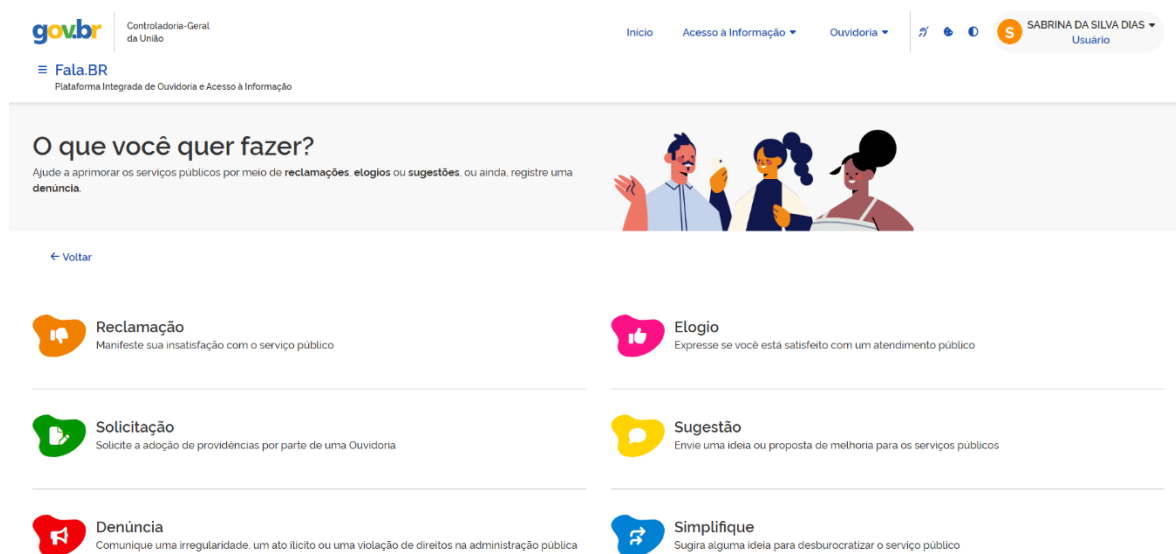 gov.br
Controladoria-Geral
da União
Inicio Acesso à Informação Ouvidoria
S
SABRINA DA SILVA DIAS
Usuário
Fala.BR
Plataforma Integrada de Ouvidoria e Acesso à Informação
O que você quer fazer?
Ajude a aprimorar os serviços públicos por meio de reclamações, elogios ou sugestões, ou ainda, registre uma
denúncia.
Voltar
Reclamação
Manifeste sua insatisfação com o serviço público
Elogio
Expresse se você está satisfeito com um atendimento público
Solicitação
Solicite a adoção de providências por parte de uma Ouvidoria
Sugestão
Envie uma ideia ou proposta de melhoria para os serviços públicos
Denúncia
Comunique uma irregularidade, um ato ilícito ou uma violação de direitos na administração pública
Simplifique
Sugira alguma ideia para desburocratizar o serviço público